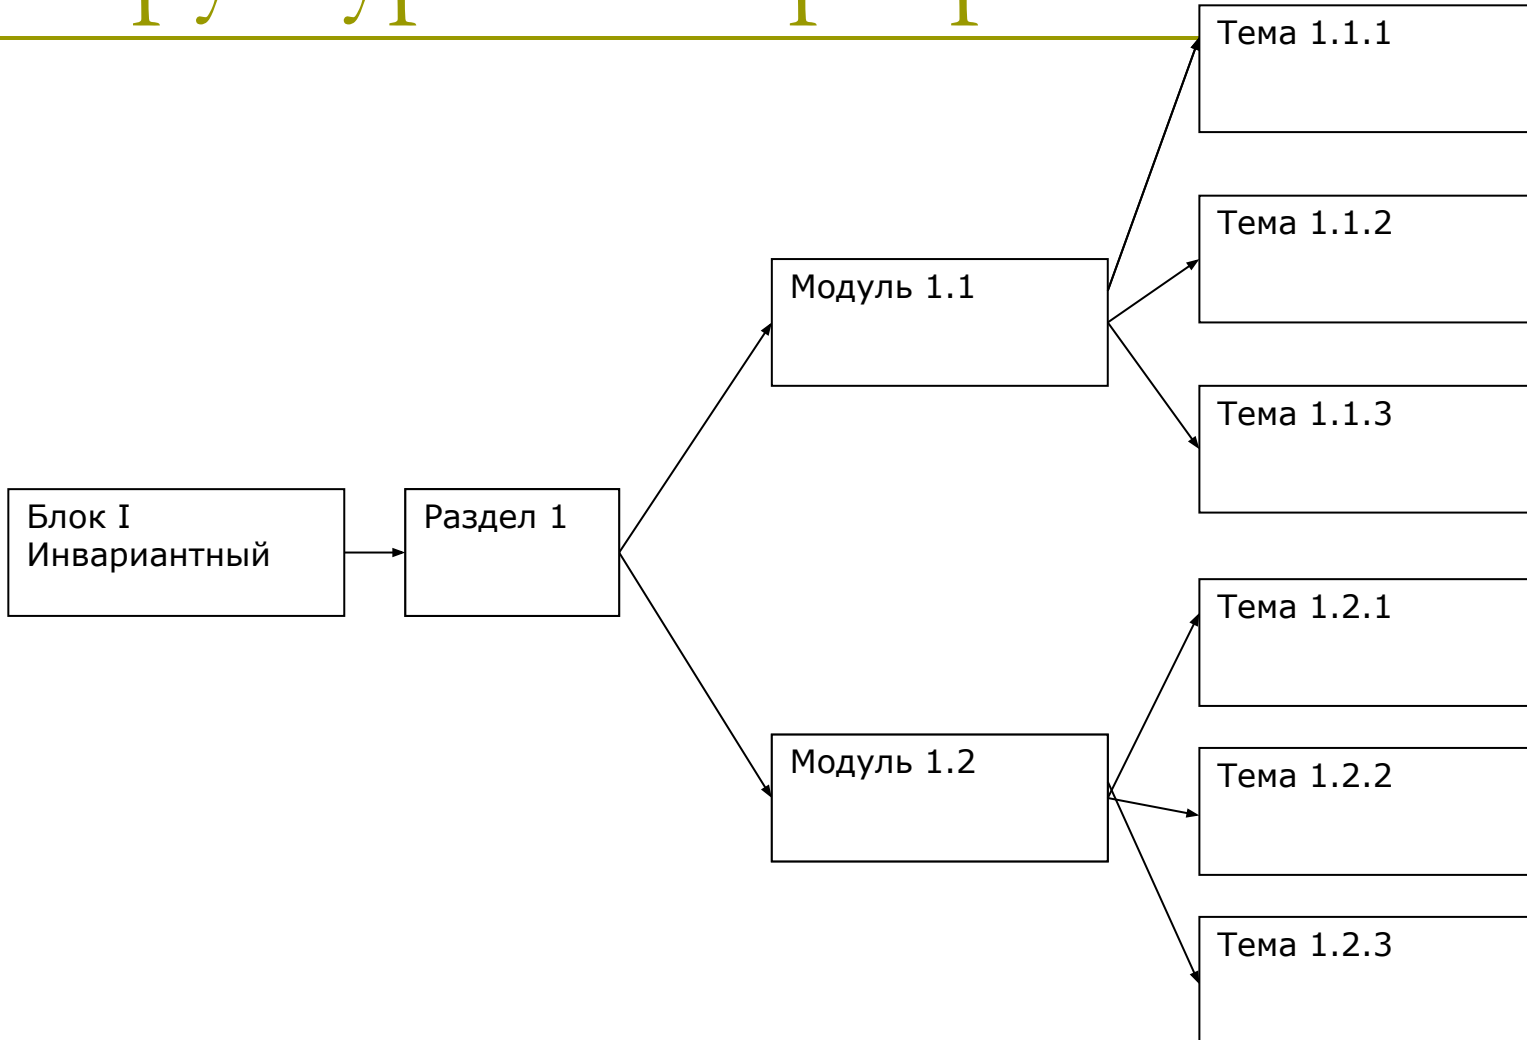 Блок I
Инвариантный
Раздел 1
Модуль 1.1
Тема 1.1.1
Тема 1.1.2
Тема 1.1.3
Модуль 1.2
Тема 1.2.1
Тема 1.2.2
Тема 1.2.3